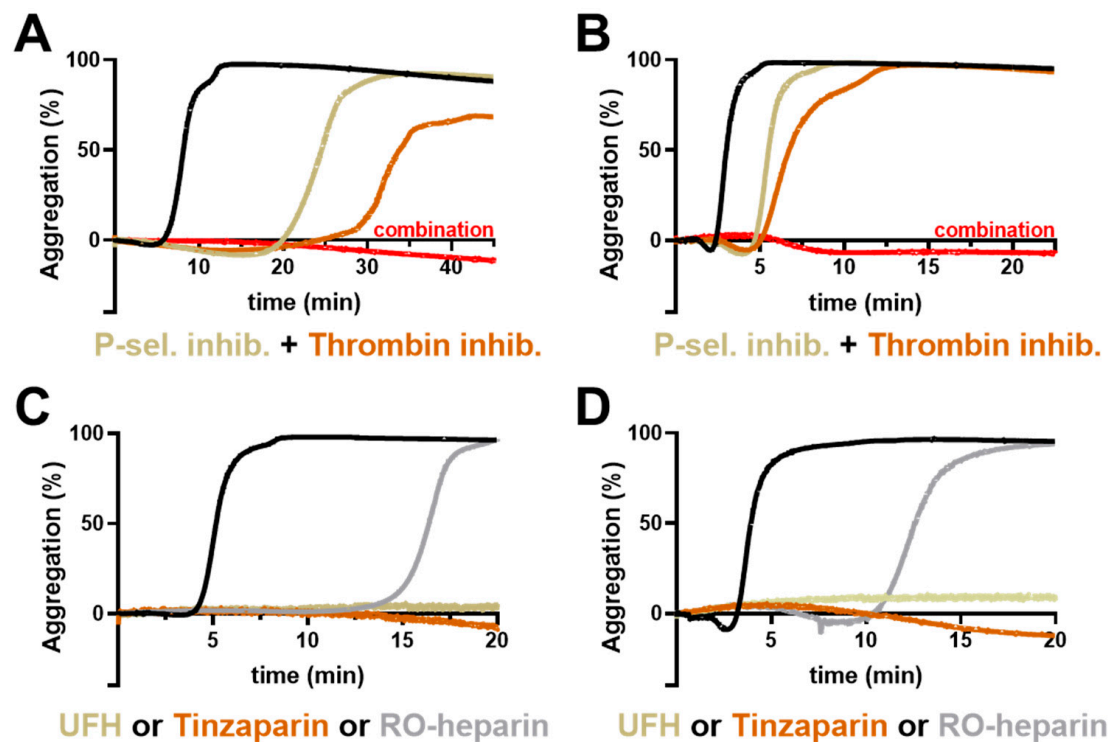 A
B
100
50
0
Aggregation (%)
combination
10
20
30
40
time (min)
P-sel. inhib. + Thrombin inhib.
100
50
0
Aggregation (%)
combination
5
10
15
20
time (min)
P-sel. inhib. + Thrombin inhib.
C
D
100
50
0
Aggregation (%)
5
10
15
20
time (min)
UFH or Tinzaparin or RO-heparin
100
50
0
Aggregation (%)
5
10
15
20
time (min)
UFH or Tinzaparin or RO-heparin